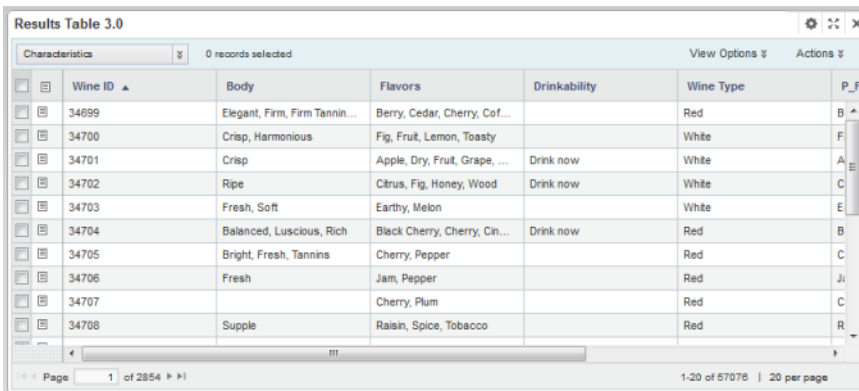 Results Table 3.0
Characteristics 0 records selected View Options Actions
Wine ID Body Flavors Drinkability Wine Type
34699 Elegant, Firm, Firm Tannin... Berry, Cedar, Cherry, Cof... Red B
34700 Crisp, Harmonious Fig, Fruit, Lemon, Toasty White F
34701 Crisp Apple, Dry, Fruit, Grape, ... Drink now White A
34702 Ripe Citrus, Fig, Honey, Wood Drink now White C
34703 Fresh, Soft Earthy, Melon White E
34704 Balanced, Luscious, Rich Black Cherry, Cherry, Cin... Drink now Red B
34705 Bright, Fresh, Tannins Cherry, Pepper Red C
34706 Fresh Jam, Pepper Red
34707 Cherry, Plum Red C
34708 Supple Raisin, Spice, Tobacco Red R
Page 1 of 2854 1-20 of 57076 | 20 per page